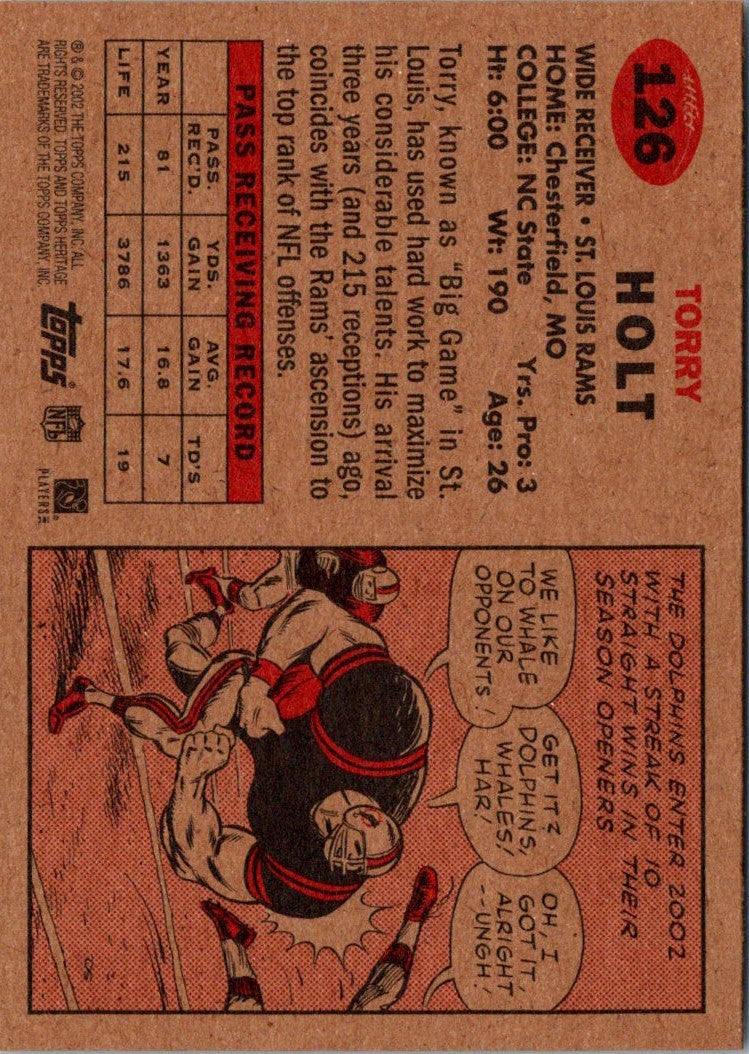 126
TORRY
HOLT
WIDE RECEIVER • ST. LOUIS RAMS
HOME: Chesterfield, MO
COLLEGE: NC State Yrs. Pro: 3
Ht: 6:00 Wt: 190 Age: 26
Torry, known as "Big Game" in St.
Louis, has used hard work to maximize
his considerable talents. His arrival
three years (and 215 receptions) ago,
coincides with the Rams' ascension to
the top rank of NFL offenses.
PASS RECEIVING RECORD
PASS. REC'D. YDS. GAIN AVG. GAIN TD'S
YEAR 81 1363 16.8 7
LIFE 215 3786 17.6 19
® & © 2002 THE TOPPS COMPANY, INC. ALL
RIGHTS RESERVED. TOPPS AND TOPPS HERITAGE
ARE TRADEMARKS OF THE TOPPS COMPANY, INC.
topps®
NFL
PLAYERS INC
THE DOLPHINS ENTER 2002
WITH A STREAK OF 10
STRAIGHT WINS IN THEIR
SEASON OPENERS
WE LIKE
TO WHALE
ON OUR
OPPONENTS!
GET IT?
DOLPHINS,
WHALES!
HAR!
OH, I
GOT IT,
ALRIGHT
--UNGH!